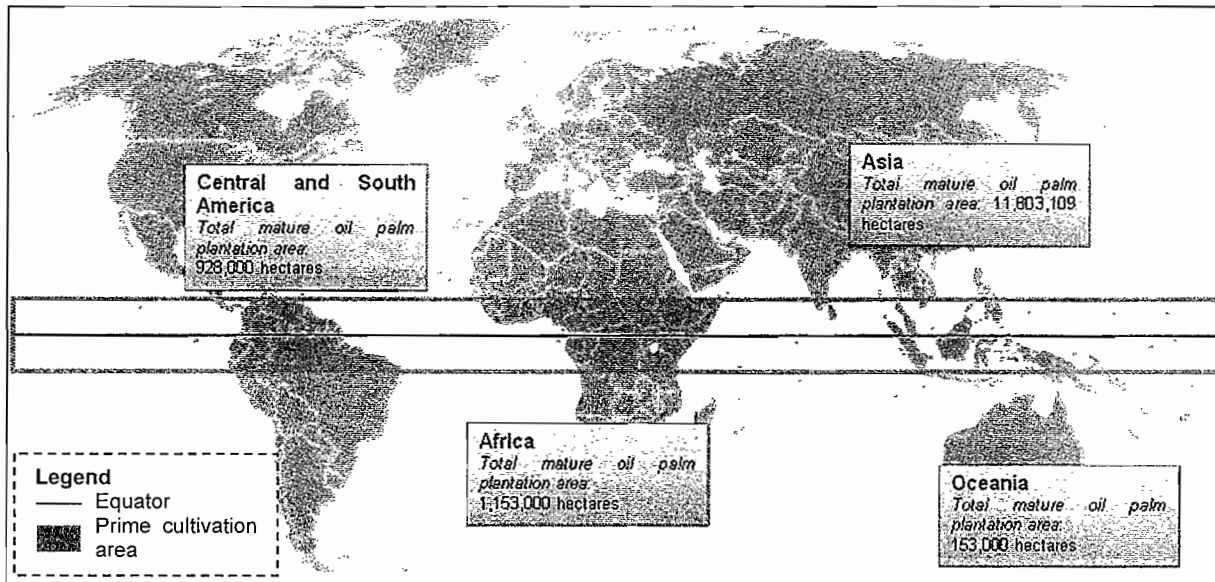 Central and South
America
Total mature oil palm
plantation area:
928,000 hectares
Asia
Total mature oil palm
plantation area: 11,803,109
hectares
Africa
Total mature oil palm
plantation area:
1,153,000 hectares
Oceania
Total mature oil palm
plantation area:
153,000 hectares
Legend
Equator
Prime cultivation
area